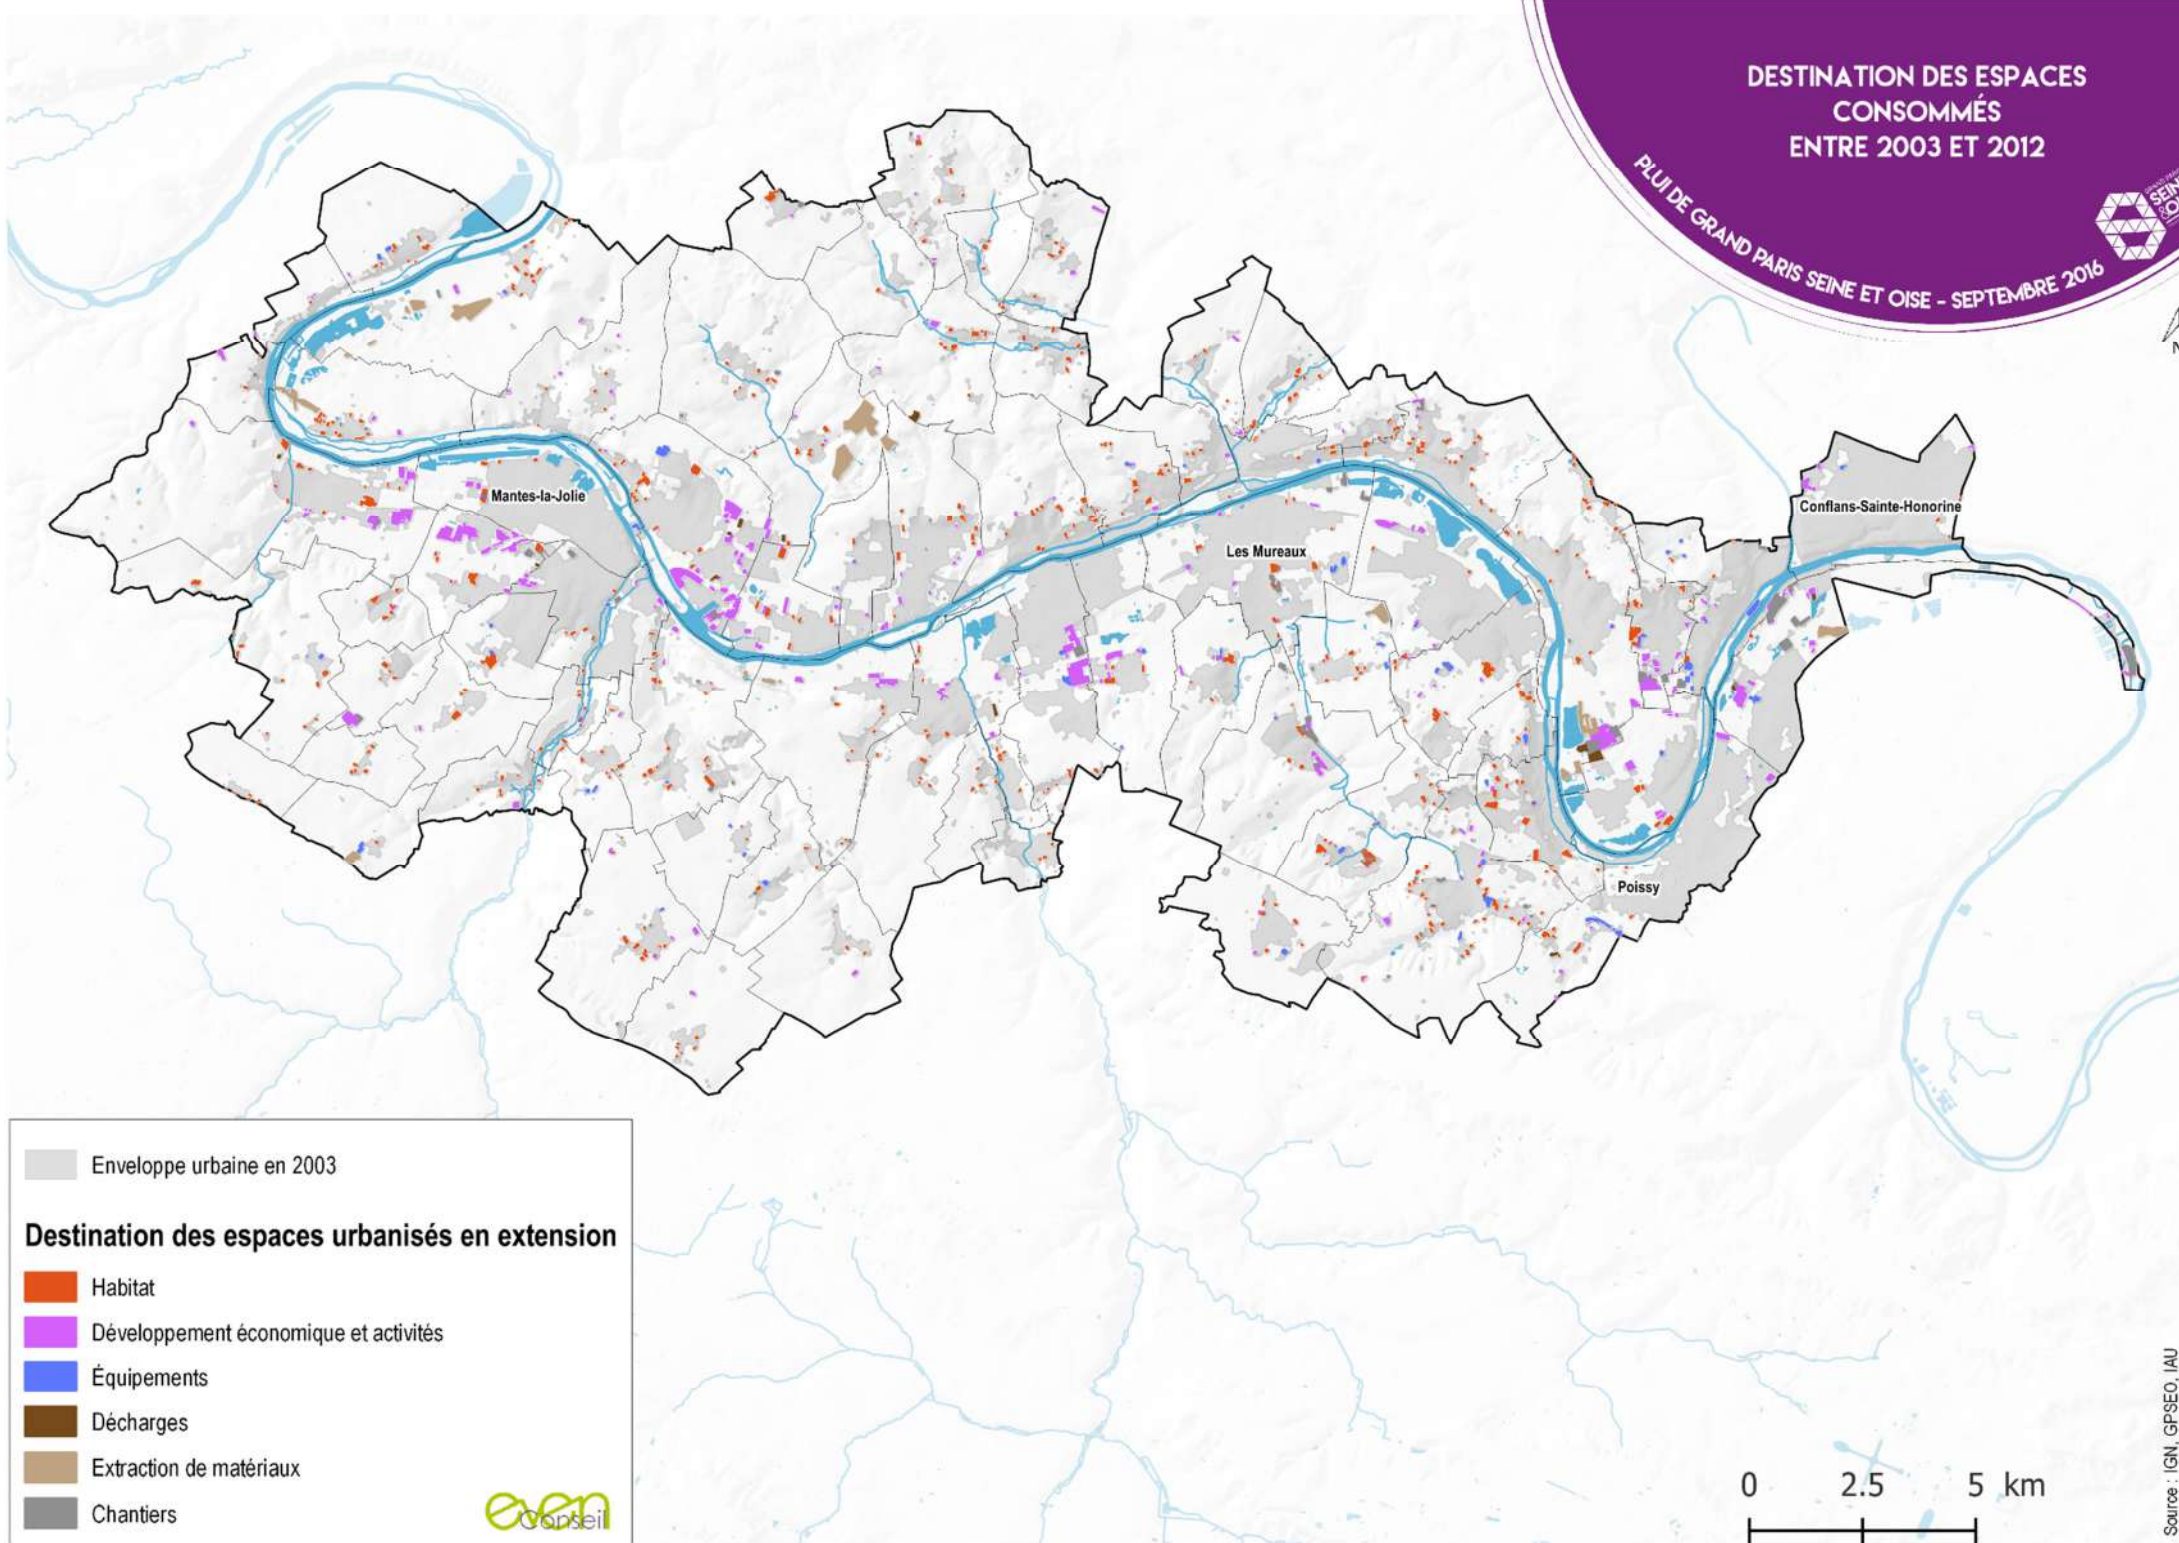 DESTINATION DES ESPACES
CONSOMMÉS
ENTRE 2003 ET 2012
PLUI DE GRAND PARIS SEINE ET OISE - SEPTEMBRE 2016
Mantes-la-Jolie
Conflans-Sainte-Honorine
Les Mureaux
Poissy
Enveloppe urbaine en 2003
Destination des espaces urbanisés en extension
Habitat
Développement économique et activités
Équipements
Décharges
Extraction de matériaux
Chantiers
even
Conseil
0 2.5 5 km
Source : IGN, GPSEO, IAU